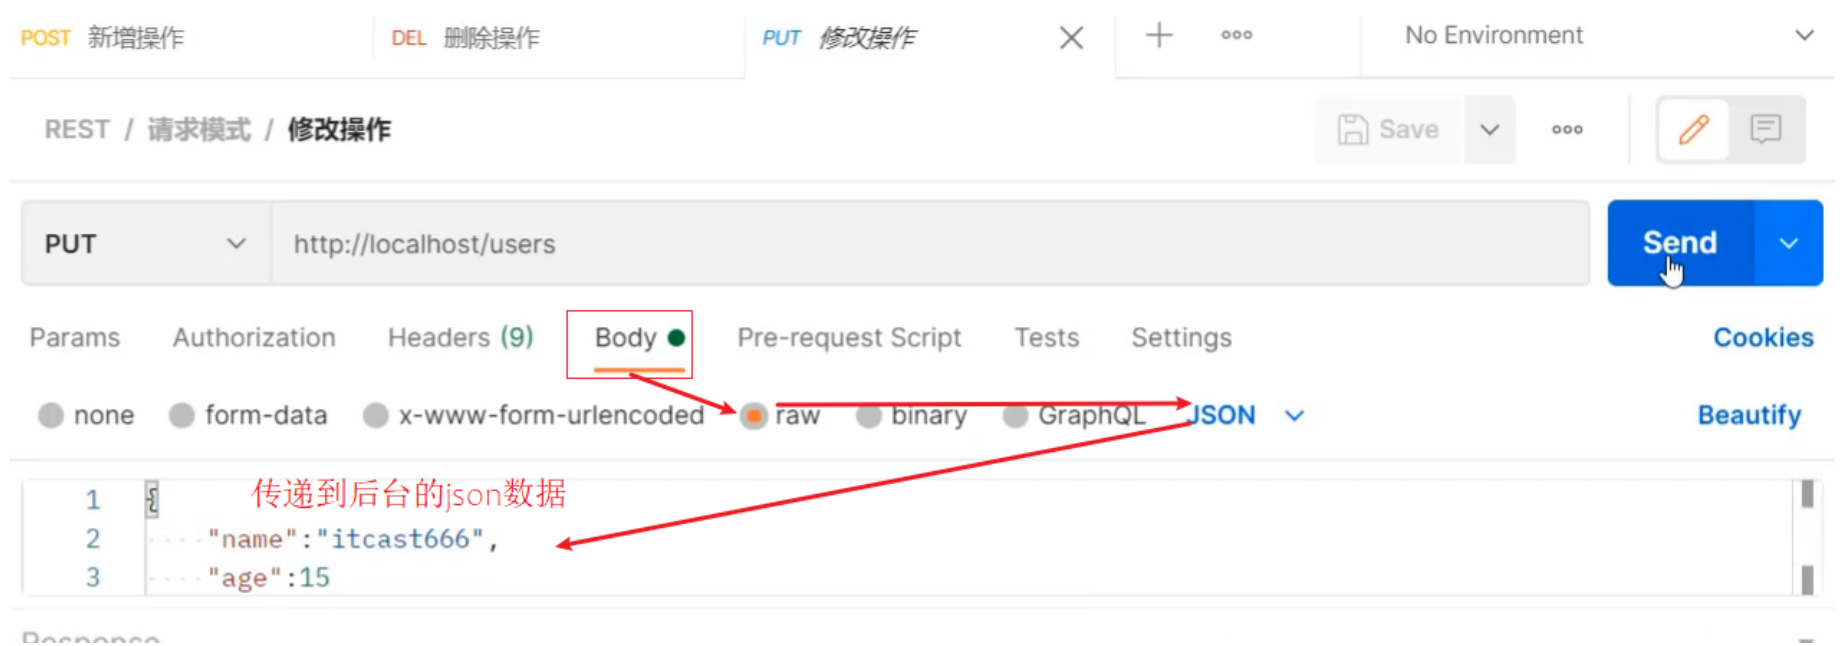 POST 新增操作 DEL 删除操作 PUT 修改操作 No Environment
REST / 请求模式 / 修改操作 Save
PUT http://localhost/users Send
Params Authorization Headers (9) Body Pre-request Script Tests Settings Cookies
none form-data x-www-form-urlencoded raw binary GraphQL JSON Beautify
传递到后台的json数据
1 {
2 "name":"itcast666",
3 "age":15
Response